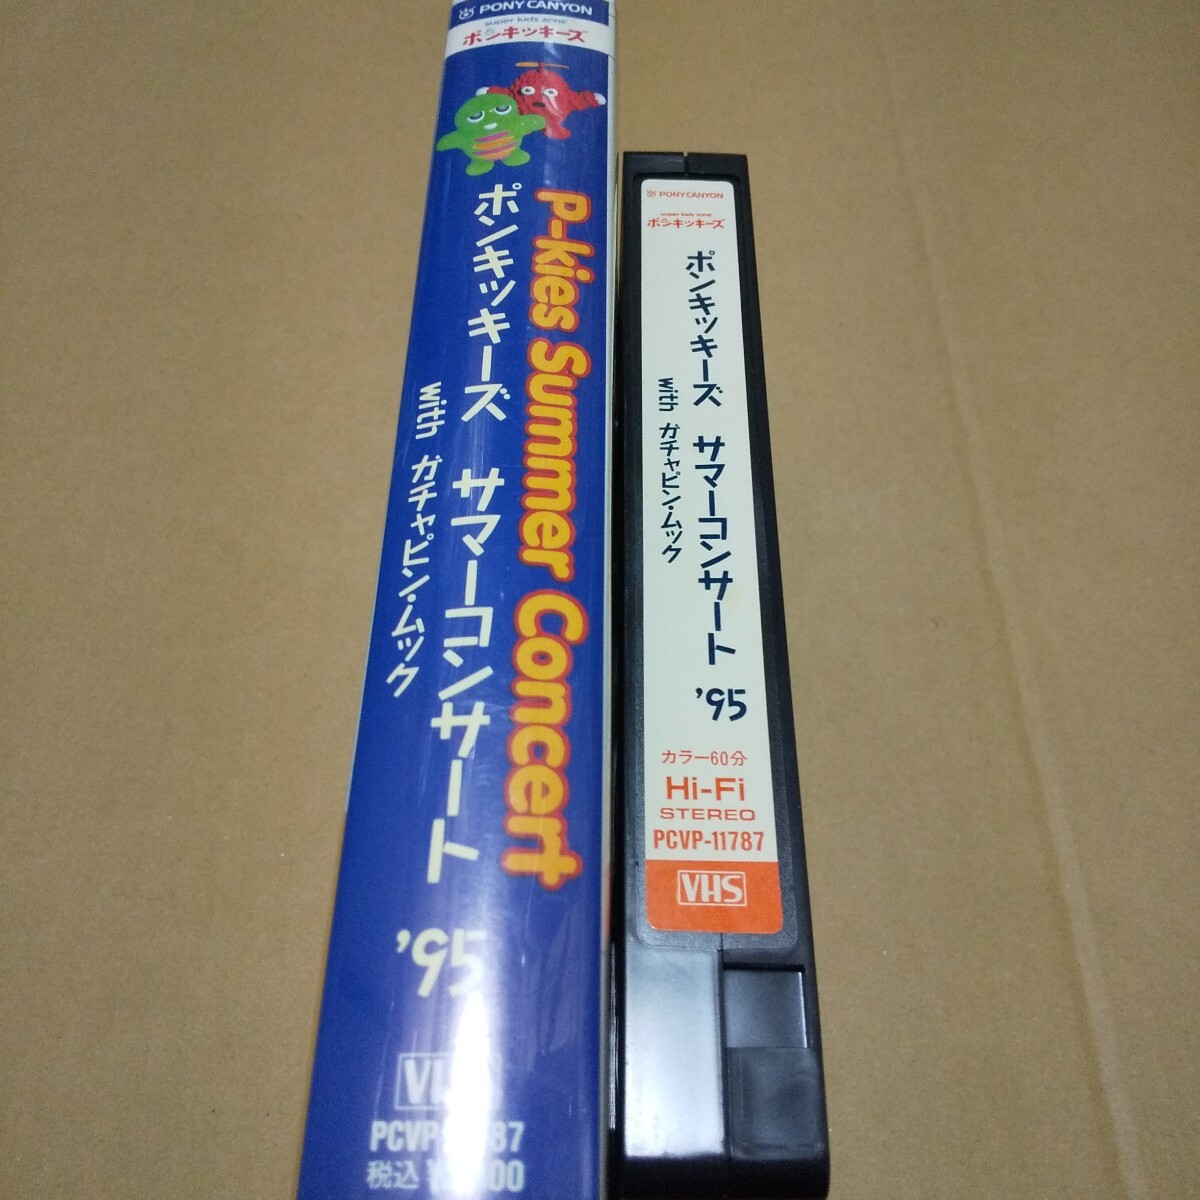 PONY CANYON
super kids zone
ポンキッキーズ
P-kies Summer Concert
ポンキッキーズ サマーコンサート '95
with ガチャピン・ムック
VHS
税込
PONY CANYON
super kids zone
ポンキッキーズ
ポンキッキーズ サマーコンサート '95
with ガチャピン・ムック
カラー60分
Hi-Fi
STEREO
PCVP-11787
VHS